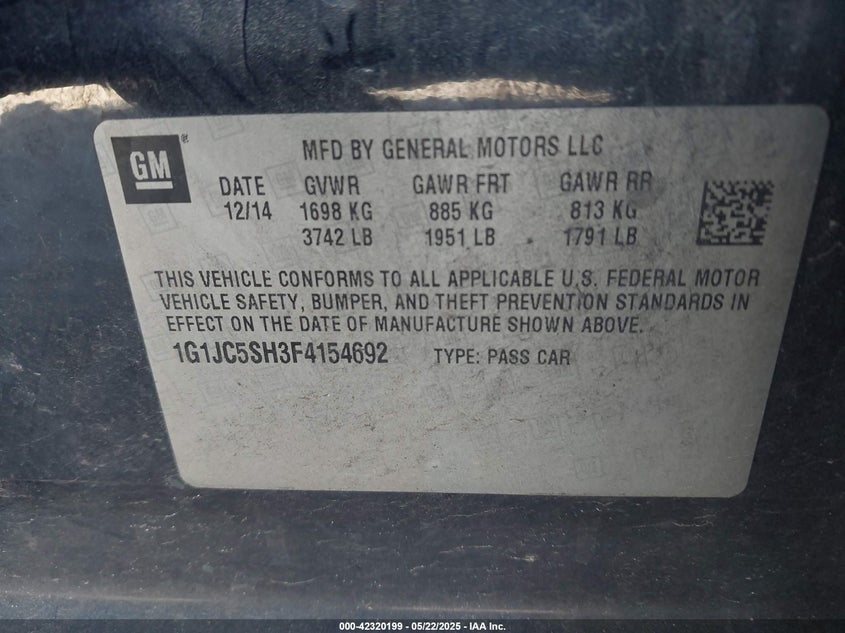 GM
®
MFD BY GENERAL MOTORS LLC
DATE GVWR GAWR FRT GAWR RR
12/14 1698 KG 885 KG 813 KG
3742 LB 1951 LB 1791 LB
THIS VEHICLE CONFORMS TO ALL APPLICABLE U.S. FEDERAL MOTOR
VEHICLE SAFETY, BUMPER, AND THEFT PREVENTION STANDARDS IN
EFFECT ON THE DATE OF MANUFACTURE SHOWN ABOVE.
1G1JC5SH3F4154692 TYPE: PASS CAR
000-42320199 — 05/22/2025 — IAA Inc.